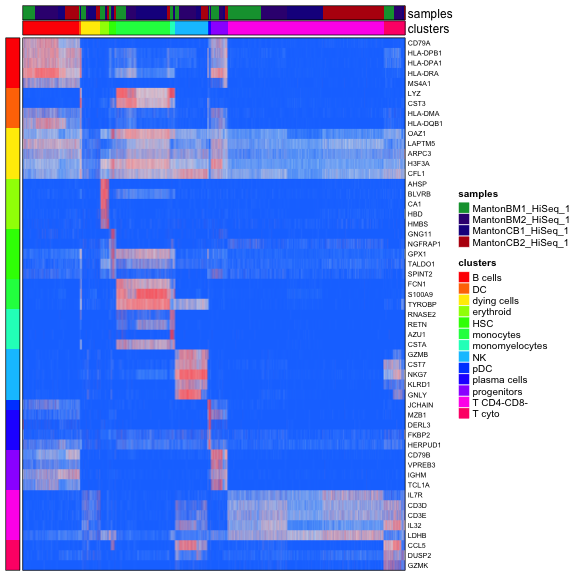 samples
clusters
CD79A
HLA-DPB1
HLA-DPA1
HLA-DRA
MS4A1
LYZ
CST3
HLA-DMA
HLA-DQB1
OAZ1
LAPTM5
ARPC3
H3F3A
CFL1
AHSP
BLVRB
CA1
HBD
HMBS
GNG11
NGFRAP1
GPX1
TALDO1
SPINT2
FCN1
S100A9
TYROBP
RNASE2
RETN
AZU1
CSTA
GZMB
CST7
NKG7
KLRD1
GNLY
JCHAIN
MZB1
DERL3
FKBP2
HERPUD1
CD79B
VPREB3
IGHM
TCL1A
IL7R
CD3D
CD3E
IL32
LDHB
CCL5
DUSP2
GZMK
samples
MantonBM1_HiSeq_1
MantonBM2_HiSeq_1
MantonCB1_HiSeq_1
MantonCB2_HiSeq_1
clusters
B cells
DC
dying cells
erythroid
HSC
monocytes
monomyelocytes
NK
pDC
plasma cells
progenitors
T CD4-CD8-
T cyto